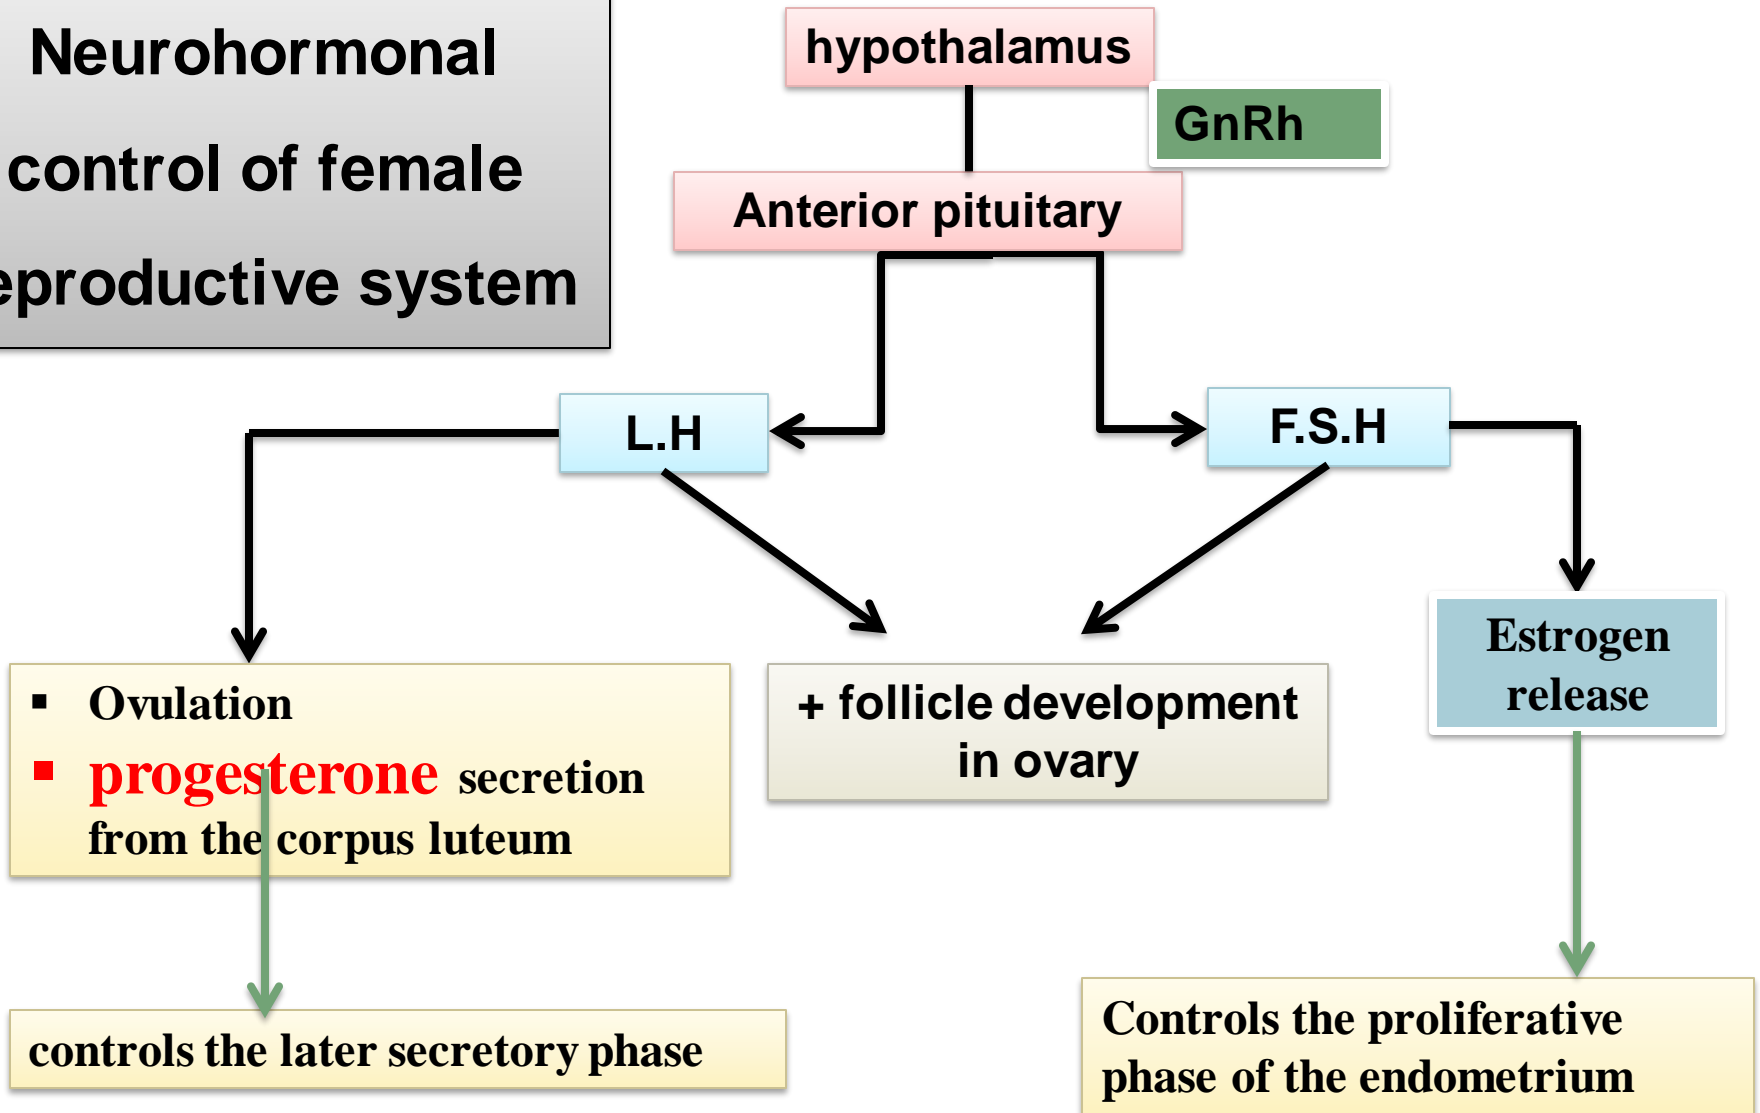 Neurohormonal
control of female
eproductive system
hypothalamus
GnRh
Anterior pituitary
L.H
F.S.H
Estrogen
release
▪ Ovulation
▪ progesterone secretion
from the corpus luteum
+ follicle development
in ovary
controls the later secretory phase
Controls the proliferative
phase of the endometrium